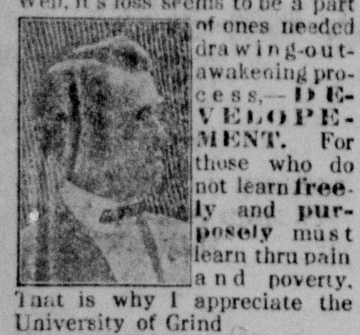 Well, it's loss seems to be a part
of ones needed
drawing-out-
awakening pro-
cess,— DE-
VELOPE-
MENT. For
those who do
not learn free-
ly and pur-
posely must
learn thru pain
and poverty.
That is why I appreciate the
University of Grind